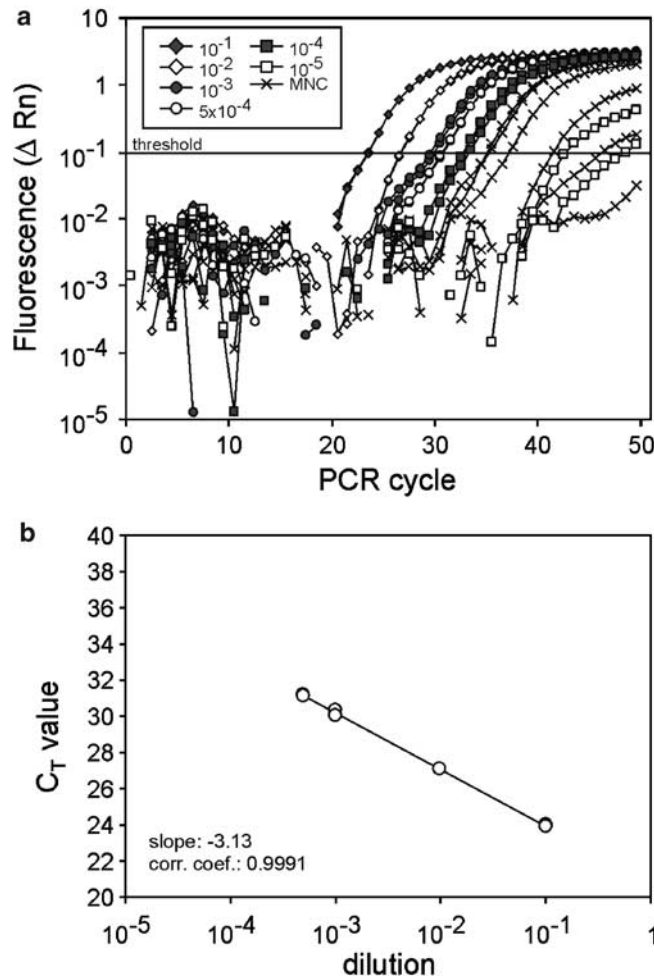 a
Fluorescence (Δ Rn)
10
1
10⁻¹
10⁻²
10⁻³
10⁻⁴
10⁻⁵
10⁻¹ 10⁻⁴
10⁻² 10⁻⁵
10⁻³ MNC
5x10⁻⁴
threshold
0 10 20 30 40 50
PCR cycle
b
C_T value
40
38
36
34
32
30
28
26
24
22
20
slope: -3.13
corr. coef.: 0.9991
10⁻⁵ 10⁻⁴ 10⁻³ 10⁻² 10⁻¹ 1
dilution